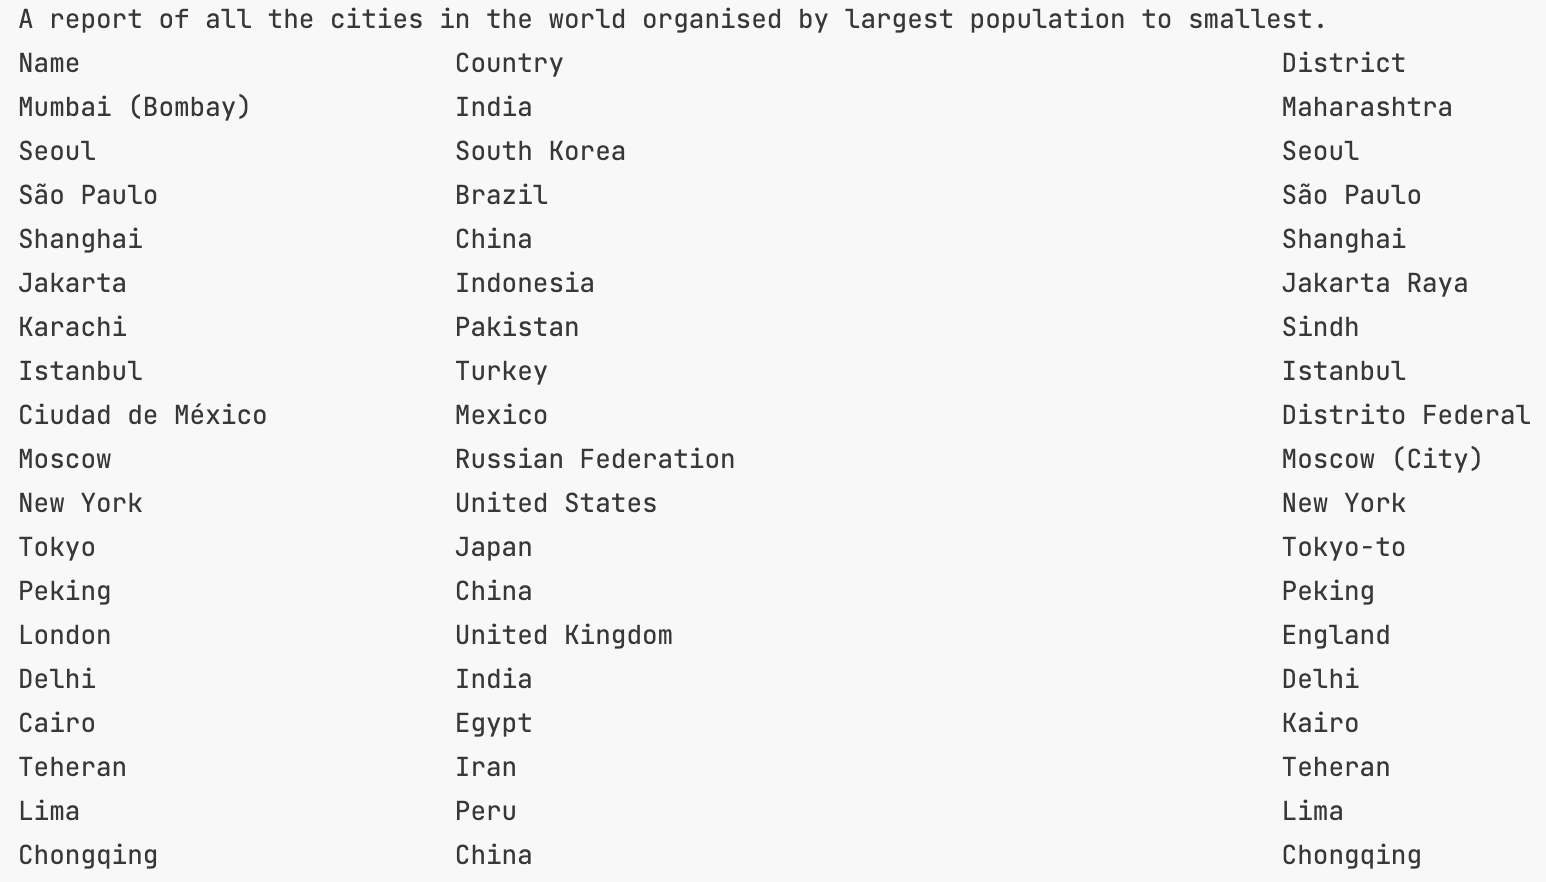 A report of all the cities in the world organised by largest population to smallest.
Name Country District
Mumbai (Bombay) India Maharashtra
Seoul South Korea Seoul
São Paulo Brazil São Paulo
Shanghai China Shanghai
Jakarta Indonesia Jakarta Raya
Karachi Pakistan Sindh
Istanbul Turkey Istanbul
Ciudad de México Mexico Distrito Federal
Moscow Russian Federation Moscow (City)
New York United States New York
Tokyo Japan Tokyo-to
Peking China Peking
London United Kingdom England
Delhi India Delhi
Cairo Egypt Kairo
Teheran Iran Teheran
Lima Peru Lima
Chongqing China Chongqing